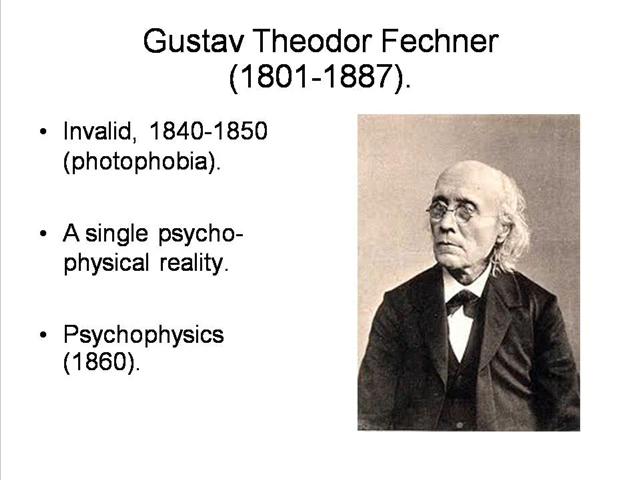 Gustav Theodor Fechner
(1801-1887).
• Invalid, 1840-1850
(photophobia).
• A single psycho-
physical reality.
• Psychophysics
(1860).